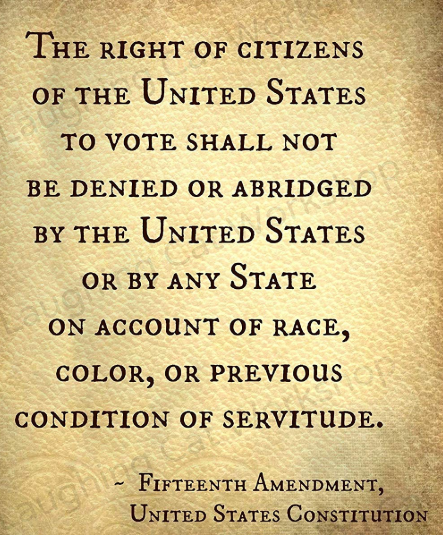 The right of citizens
of the United States
to vote shall not
be denied or abridged
by the United States
or by any State
on account of race,
color, or previous
condition of servitude.
~ Fifteenth Amendment,
United States Constitution